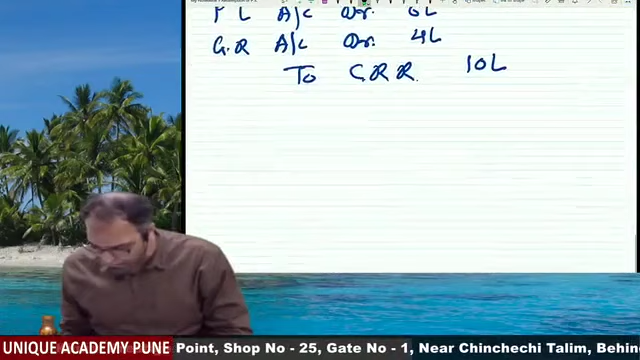 P L A/c Dr. 6L
G.R A/c Dr. 4L
To C.R.R. 10L
UNIQUE ACADEMY PUNE Point, Shop No - 25, Gate No - 1, Near Chinchechi Talim, Behin